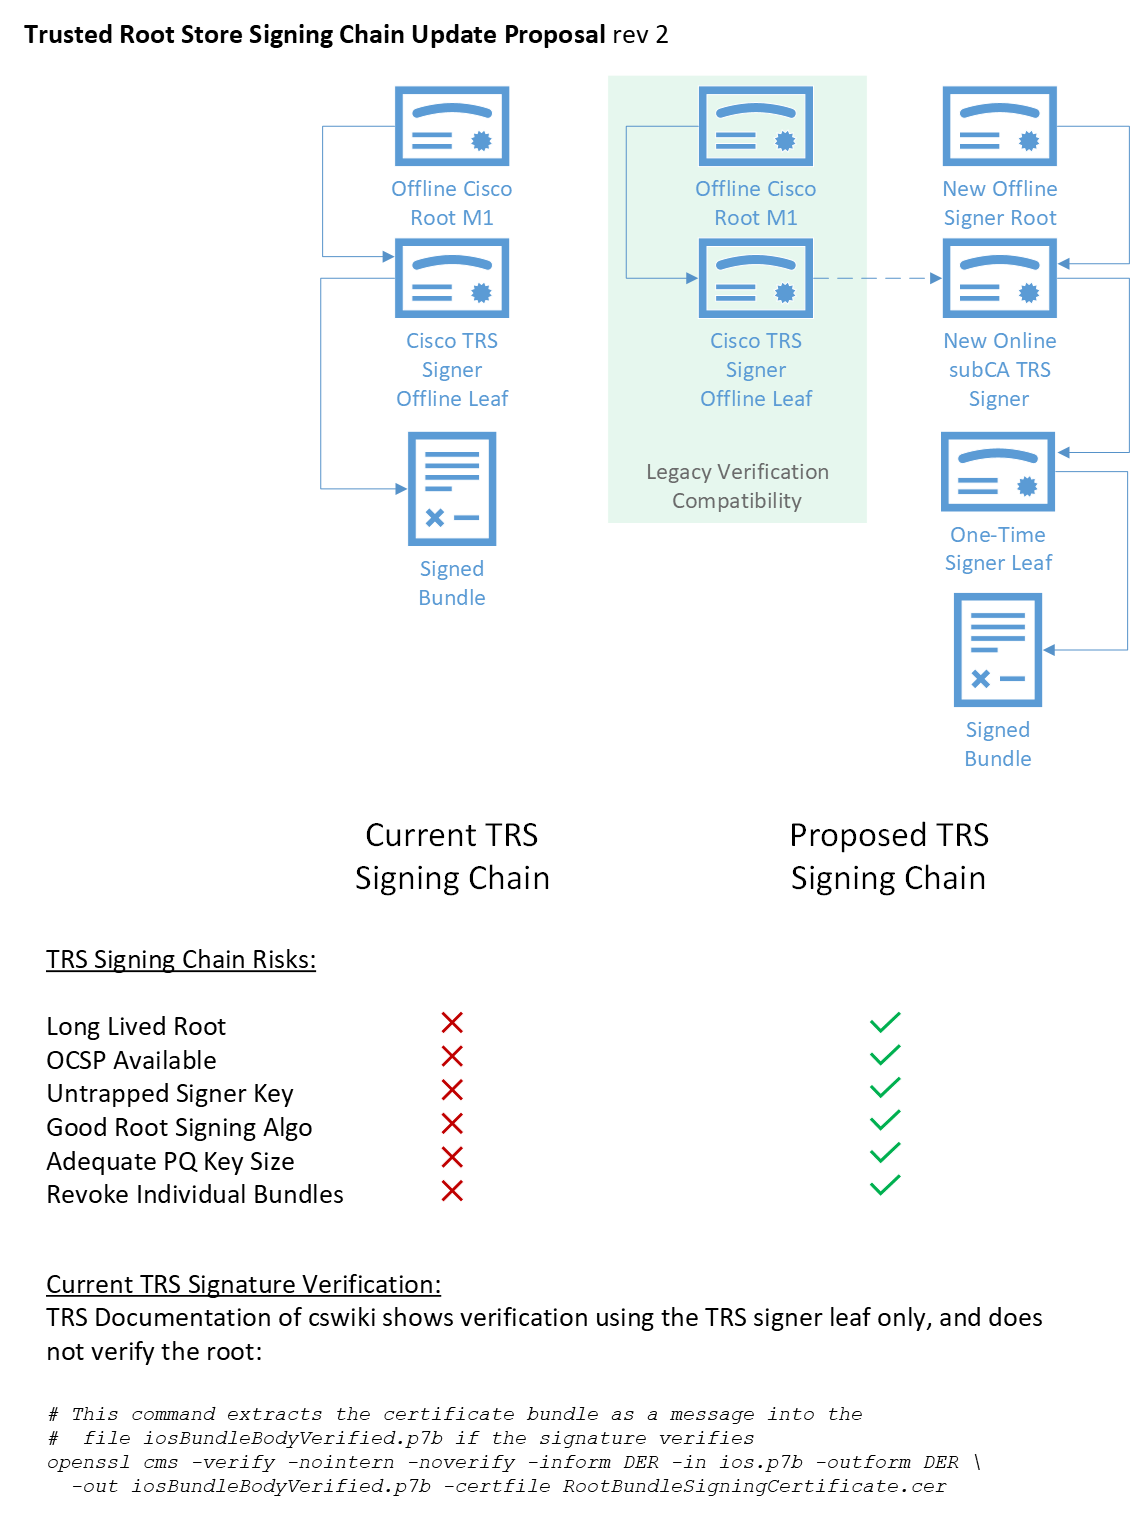 Trusted Root Store Signing Chain Update Proposal rev 2
Offline Cisco
Root M1
Cisco TRS
Signer
Offline Leaf
Signed
Bundle
Offline Cisco
Root M1
Cisco TRS
Signer
Offline Leaf
Legacy Verification
Compatibility
New Offline
Signer Root
New Online
subCA TRS
Signer
One-Time
Signer Leaf
Signed
Bundle
Current TRS
Signing Chain
Proposed TRS
Signing Chain
TRS Signing Chain Risks:
Long Lived Root
OCSP Available
Untrapped Signer Key
Good Root Signing Algo
Adequate PQ Key Size
Revoke Individual Bundles
Current TRS Signature Verification:
TRS Documentation of cswiki shows verification using the TRS signer leaf only, and does
not verify the root:
# This command extracts the certificate bundle as a message into the
#  file iosBundleBodyVerified.p7b if the signature verifies
openssl cms -verify -nointern -noverify -inform DER -in ios.p7b -outform DER \
-out iosBundleBodyVerified.p7b -certfile RootBundleSigningCertificate.cer